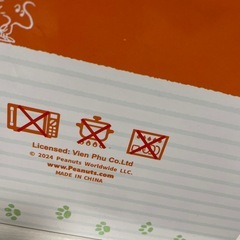 Licensed: Vien Phu Co.Ltd
© 2024 Peanuts Worldwide LLC.
www.Peanuts.com
MADE IN CHINA